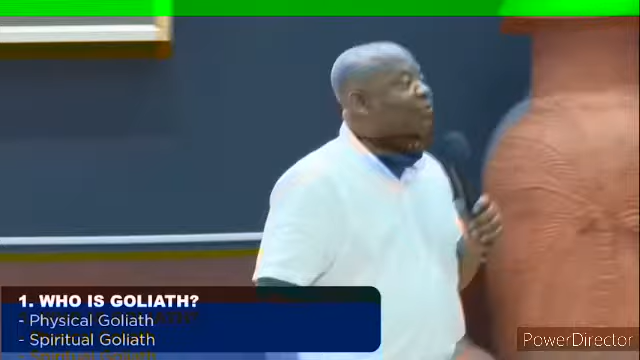 1. WHO IS GOLIATH?
- Physical Goliath
- Spiritual Goliath
PowerDirector